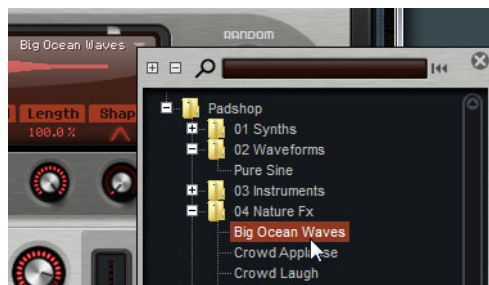 Big Ocean Waves
RANDOM
Length Shap
100.0 %
Padshop
01 Synths
02 Waveforms
Pure Sine
03 Instruments
04 Nature Fx
Big Ocean Waves
Crowd Applause
Crowd Laugh